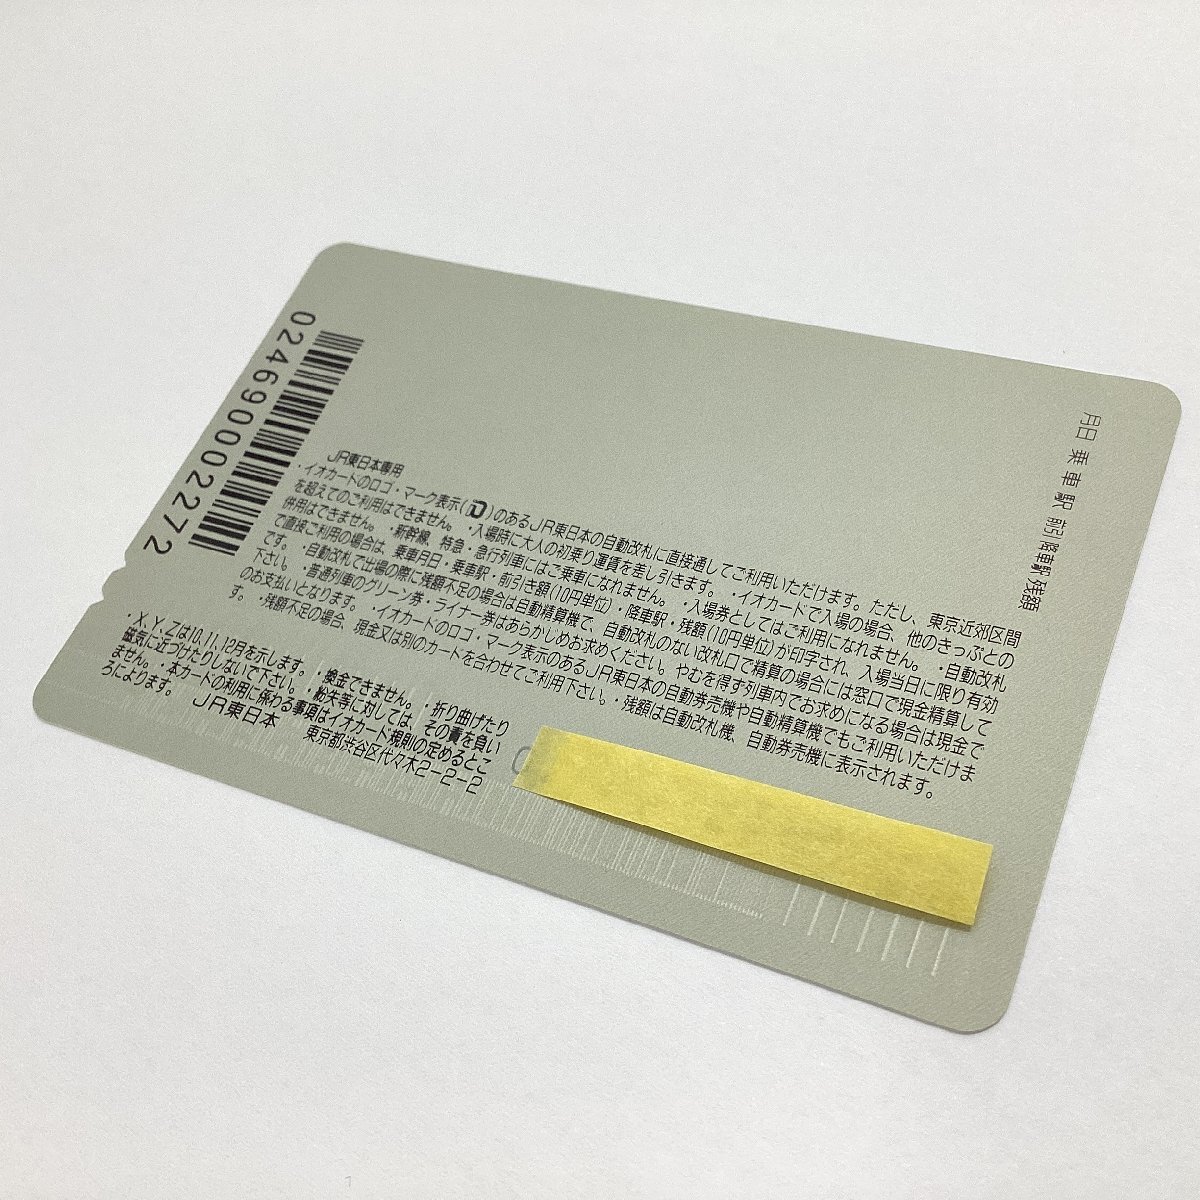 月日 乗車駅 前引 降車駅 残額
0246900022772
JR東日本専用
・イオカードのロゴ・マーク表示( )のあるJR東日本の自動改札に直接通してご利用いただけます。ただし、東京近郊区間
を超えてのご利用はできません。・入場時に大人の初乗り運賃を差し引きます。・イオカードで入場の場合、他のきっぷとの
併用はできません。・新幹線、特急・急行列車にはご乗車になれません。・入場券としてはご利用になれません。・自動改札
で直接ご利用の場合は、乗車月日・乗車駅・前引き額(10円単位)・降車駅・残額(10円単位)が印字され、入場当日に限り有効
です。・自動改札で出場の際に残額不足の場合は自動精算機で、自動改札のない改札口で精算の場合には窓口で現金精算して
下さい。・普通列車のグリーン券・ライナー券はあらかじめお求めください。やむを得ず列車内でお求めになる場合は現金で
のお支払いとなります。・イオカードのロゴ・マーク表示のあるJR東日本の自動券売機や自動精算機でもご利用いただけま
す。・残額不足の場合、現金又は別のカードを合わせてご利用下さい。・残額は自動改札機、自動券売機に表示されます。
・X、Y、Zは10、11、12月を示します。・換金できません。・折り曲げたり
磁気に近づけたりしないで下さい。・紛失等に対しては、その責を負い
ません。・本カードの利用に係わる事項はイオカード規則の定めるとこ
ろによります。
JR東日本 東京都渋谷区代々木2-2-2